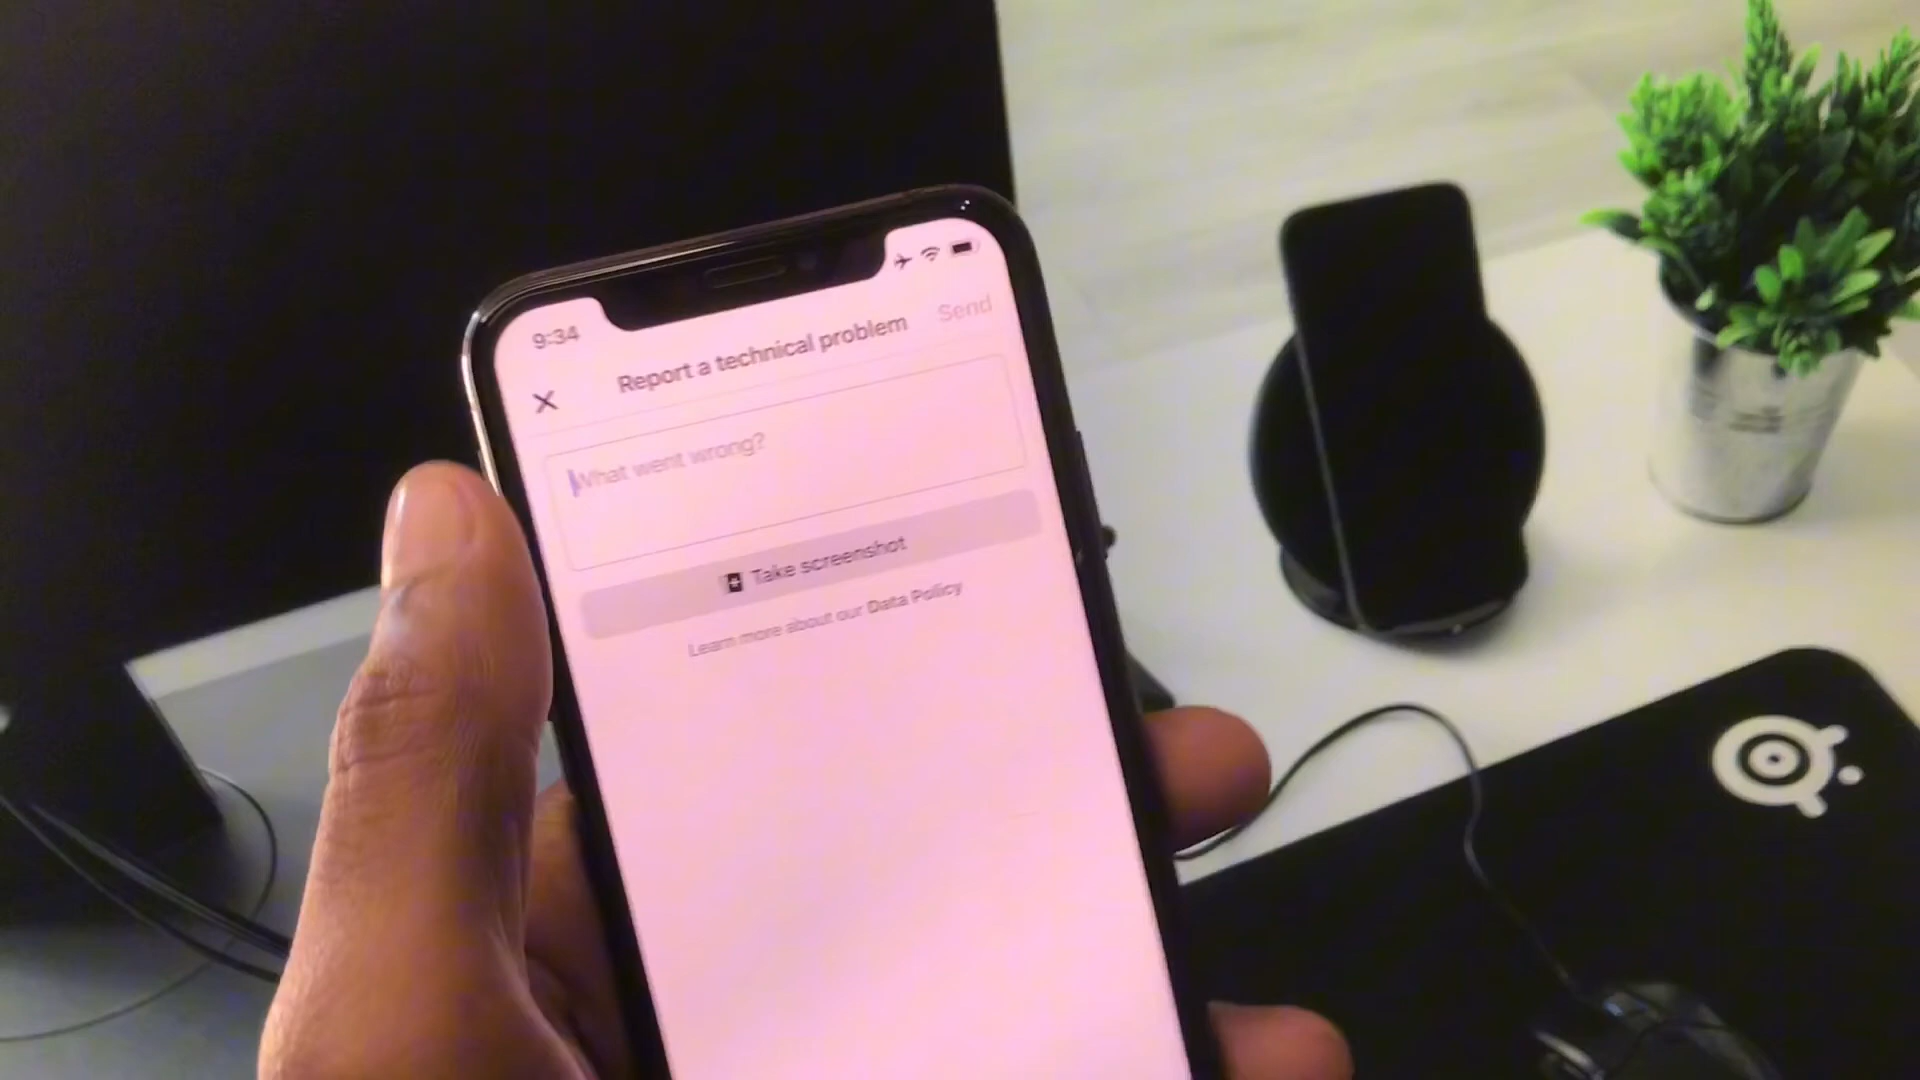 9:34
Send
Report a technical problem
What went wrong?
Take screenshot
Learn more about our Data Policy